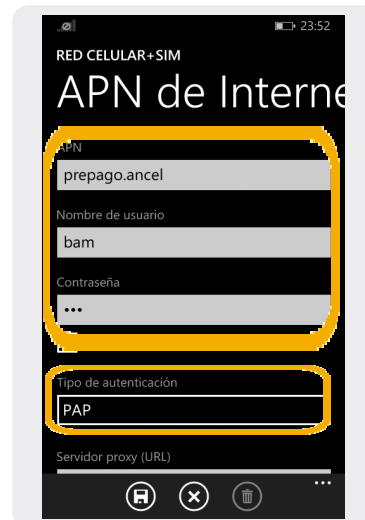 23:52
RED CELULAR+SIM
APN de Interne
APN
prepago.ancel
Nombre de usuario
bam
Contraseña
•••
Tipo de autenticación
PAP
Servidor proxy (URL)